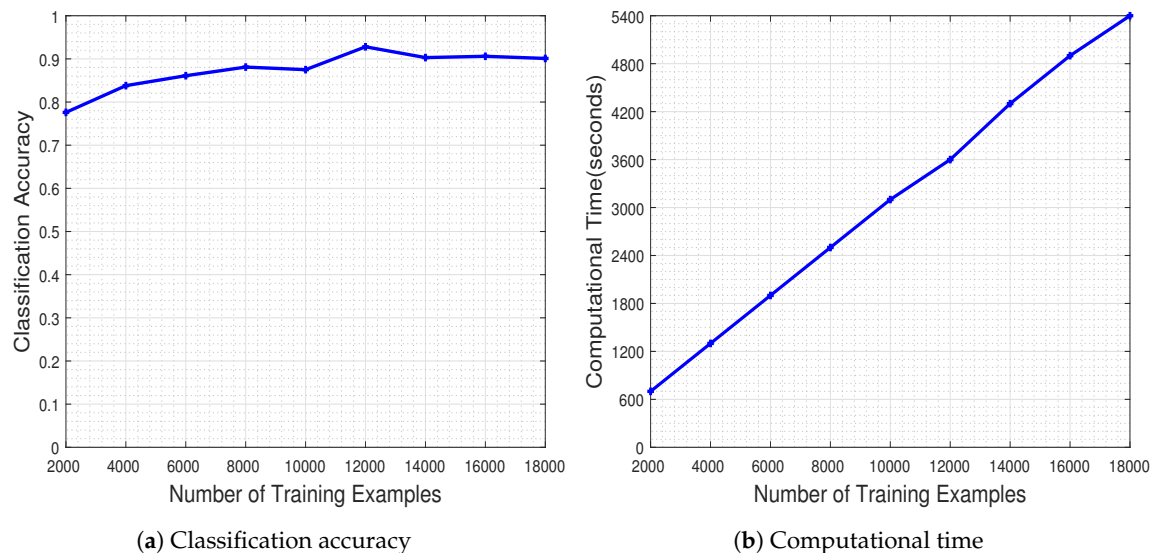 1
0.9
0.8
0.7
0.6
0.5
0.4
0.3
0.2
0.1
0
Classification Accuracy
2000 4000 6000 8000 10000 12000 14000 16000 18000
Number of Training Examples
(a) Classification accuracy
5400
4800
4200
3600
3000
2400
1800
1200
600
0
Computational Time(seconds)
2000 4000 6000 8000 10000 12000 14000 16000 18000
Number of Training Examples
(b) Computational time